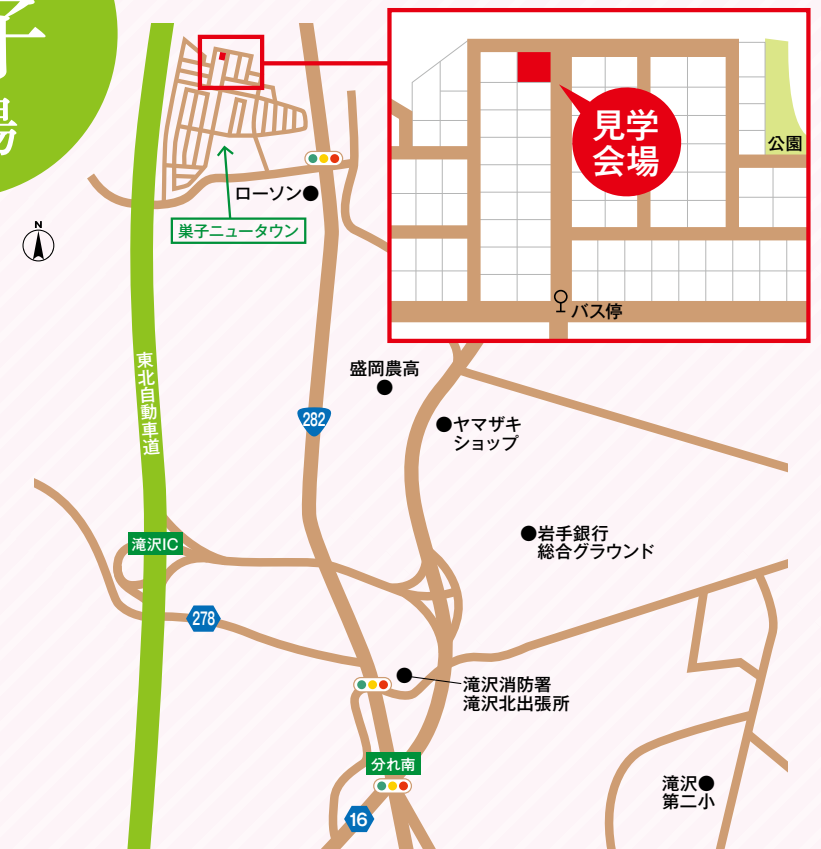 子
場
見学
会場
公園
バス停
N
ローソン
巣子ニュータウン
東北自動車道
盛岡農高
282
ヤマザキ
ショップ
岩手銀行
総合グラウンド
滝沢IC
278
滝沢消防署
滝沢北出張所
分れ南
16
滝沢
第二小